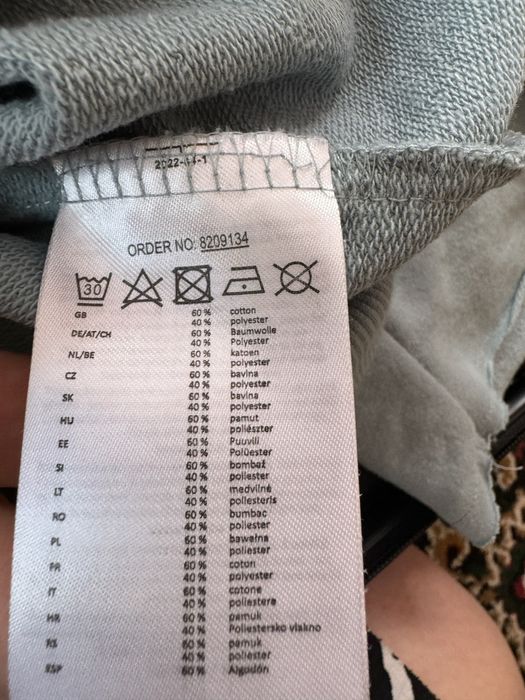 ORDER NO: 8209134
30
GB 60 % cotton
40 % polyester
DE/AT/CH 60 % Baumwolle
40 % Polyester
NL/BE 60 % katoen
40 % polyester
CZ 60 % bavlna
40 % polyester
SK 60 % bavlna
40 % polyester
HU 60 % pamut
40 % poliészter
EE 60 % Puuvill
40 % Polüester
SI 60 % bombaž
40 % poliester
LT 60 % medvilnė
40 % poliesteris
RO 60 % bumbac
40 % poliester
PL 60 % bawełna
40 % poliester
FR 60 % coton
40 % polyester
IT 60 % cotone
40 % poliestere
HR 60 % pamuk
40 % Poliestersko vlakno
RS 60 % pamuk
40 % poliester
ESP 60 % Algodón